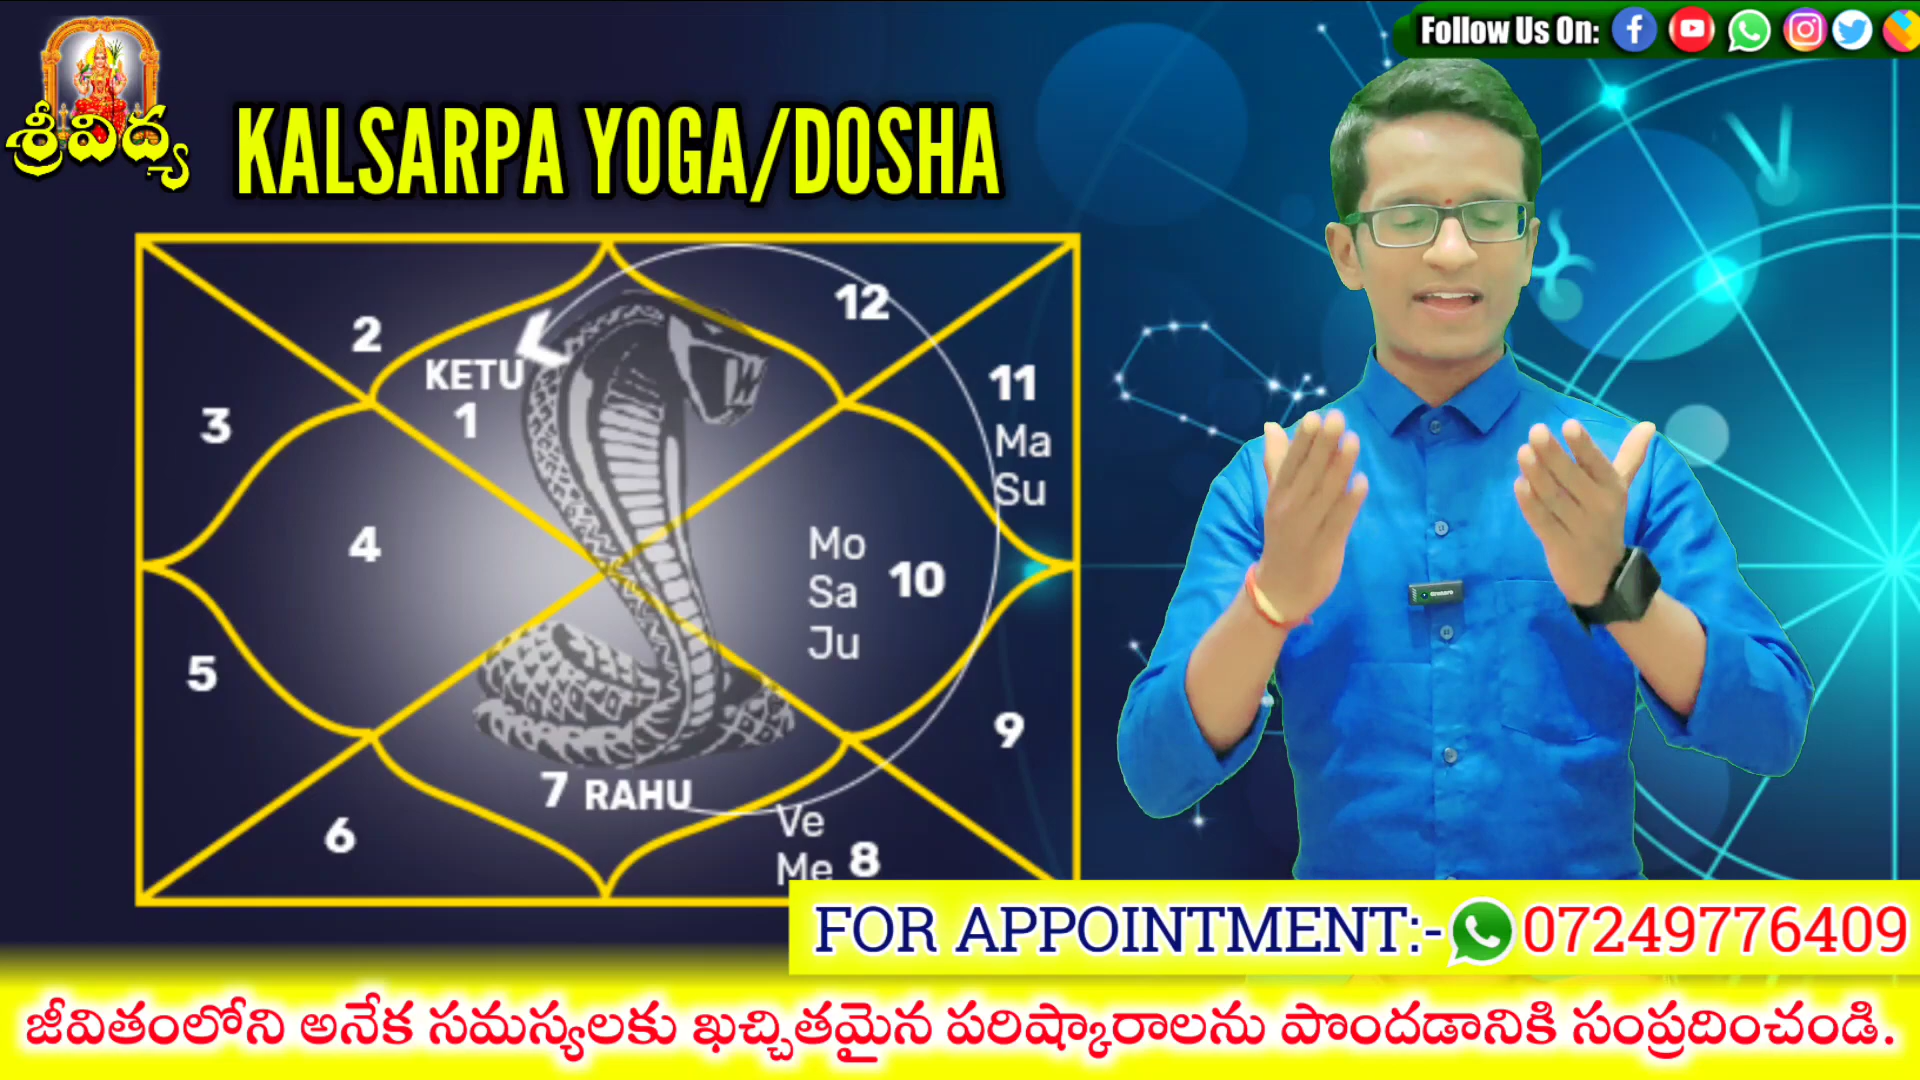 Follow Us On:
శ్రీవిద్య
KALSARPA YOGA/DOSHA
2
12
KETU
1
3
11
Ma
Su
4
Mo
Sa
Ju
10
5
9
7 RAHU
6
Ve
Me 8
FOR APPOINTMENT:- 07249776409
జీవితంలోని అనేక సమస్యలకు ఖచ్చితమైన పరిష్కారాలను పొందడానికి సంప్రదించండి.